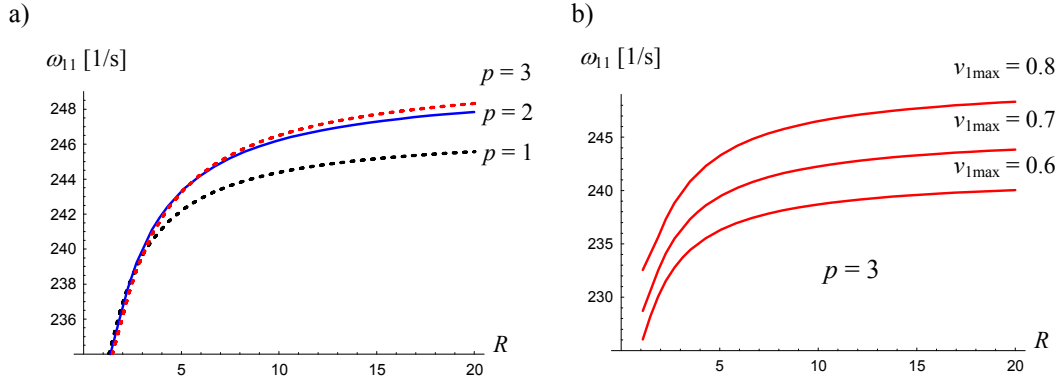 a)
ω11 [1/s]
p = 3
p = 2
p = 1
248
246
244
242
240
238
236
5
10
15
20
R
b)
ω11 [1/s]
v1max = 0.8
v1max = 0.7
v1max = 0.6
245
240
235
230
p = 3
5
10
15
20
R